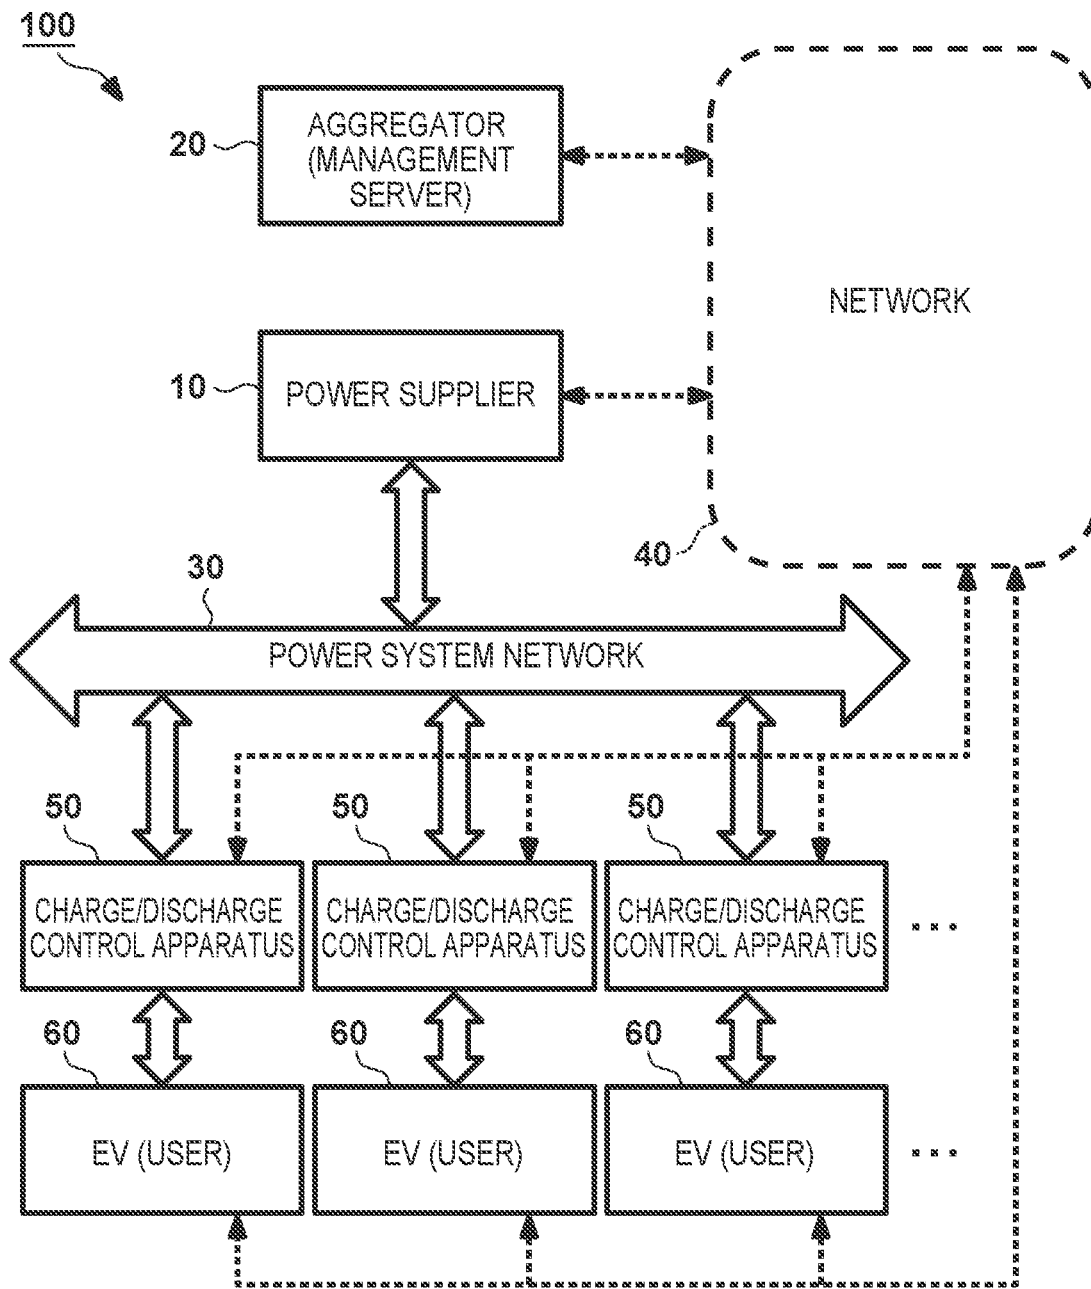 100
20
AGGREGATOR
(MANAGEMENT
SERVER)
NETWORK
10
POWER SUPPLIER
40
30
POWER SYSTEM NETWORK
50
50
50
CHARGE/DISCHARGE
CONTROL APPARATUS
CHARGE/DISCHARGE
CONTROL APPARATUS
CHARGE/DISCHARGE
CONTROL APPARATUS
...
60
60
60
EV (USER)
EV (USER)
EV (USER)
...